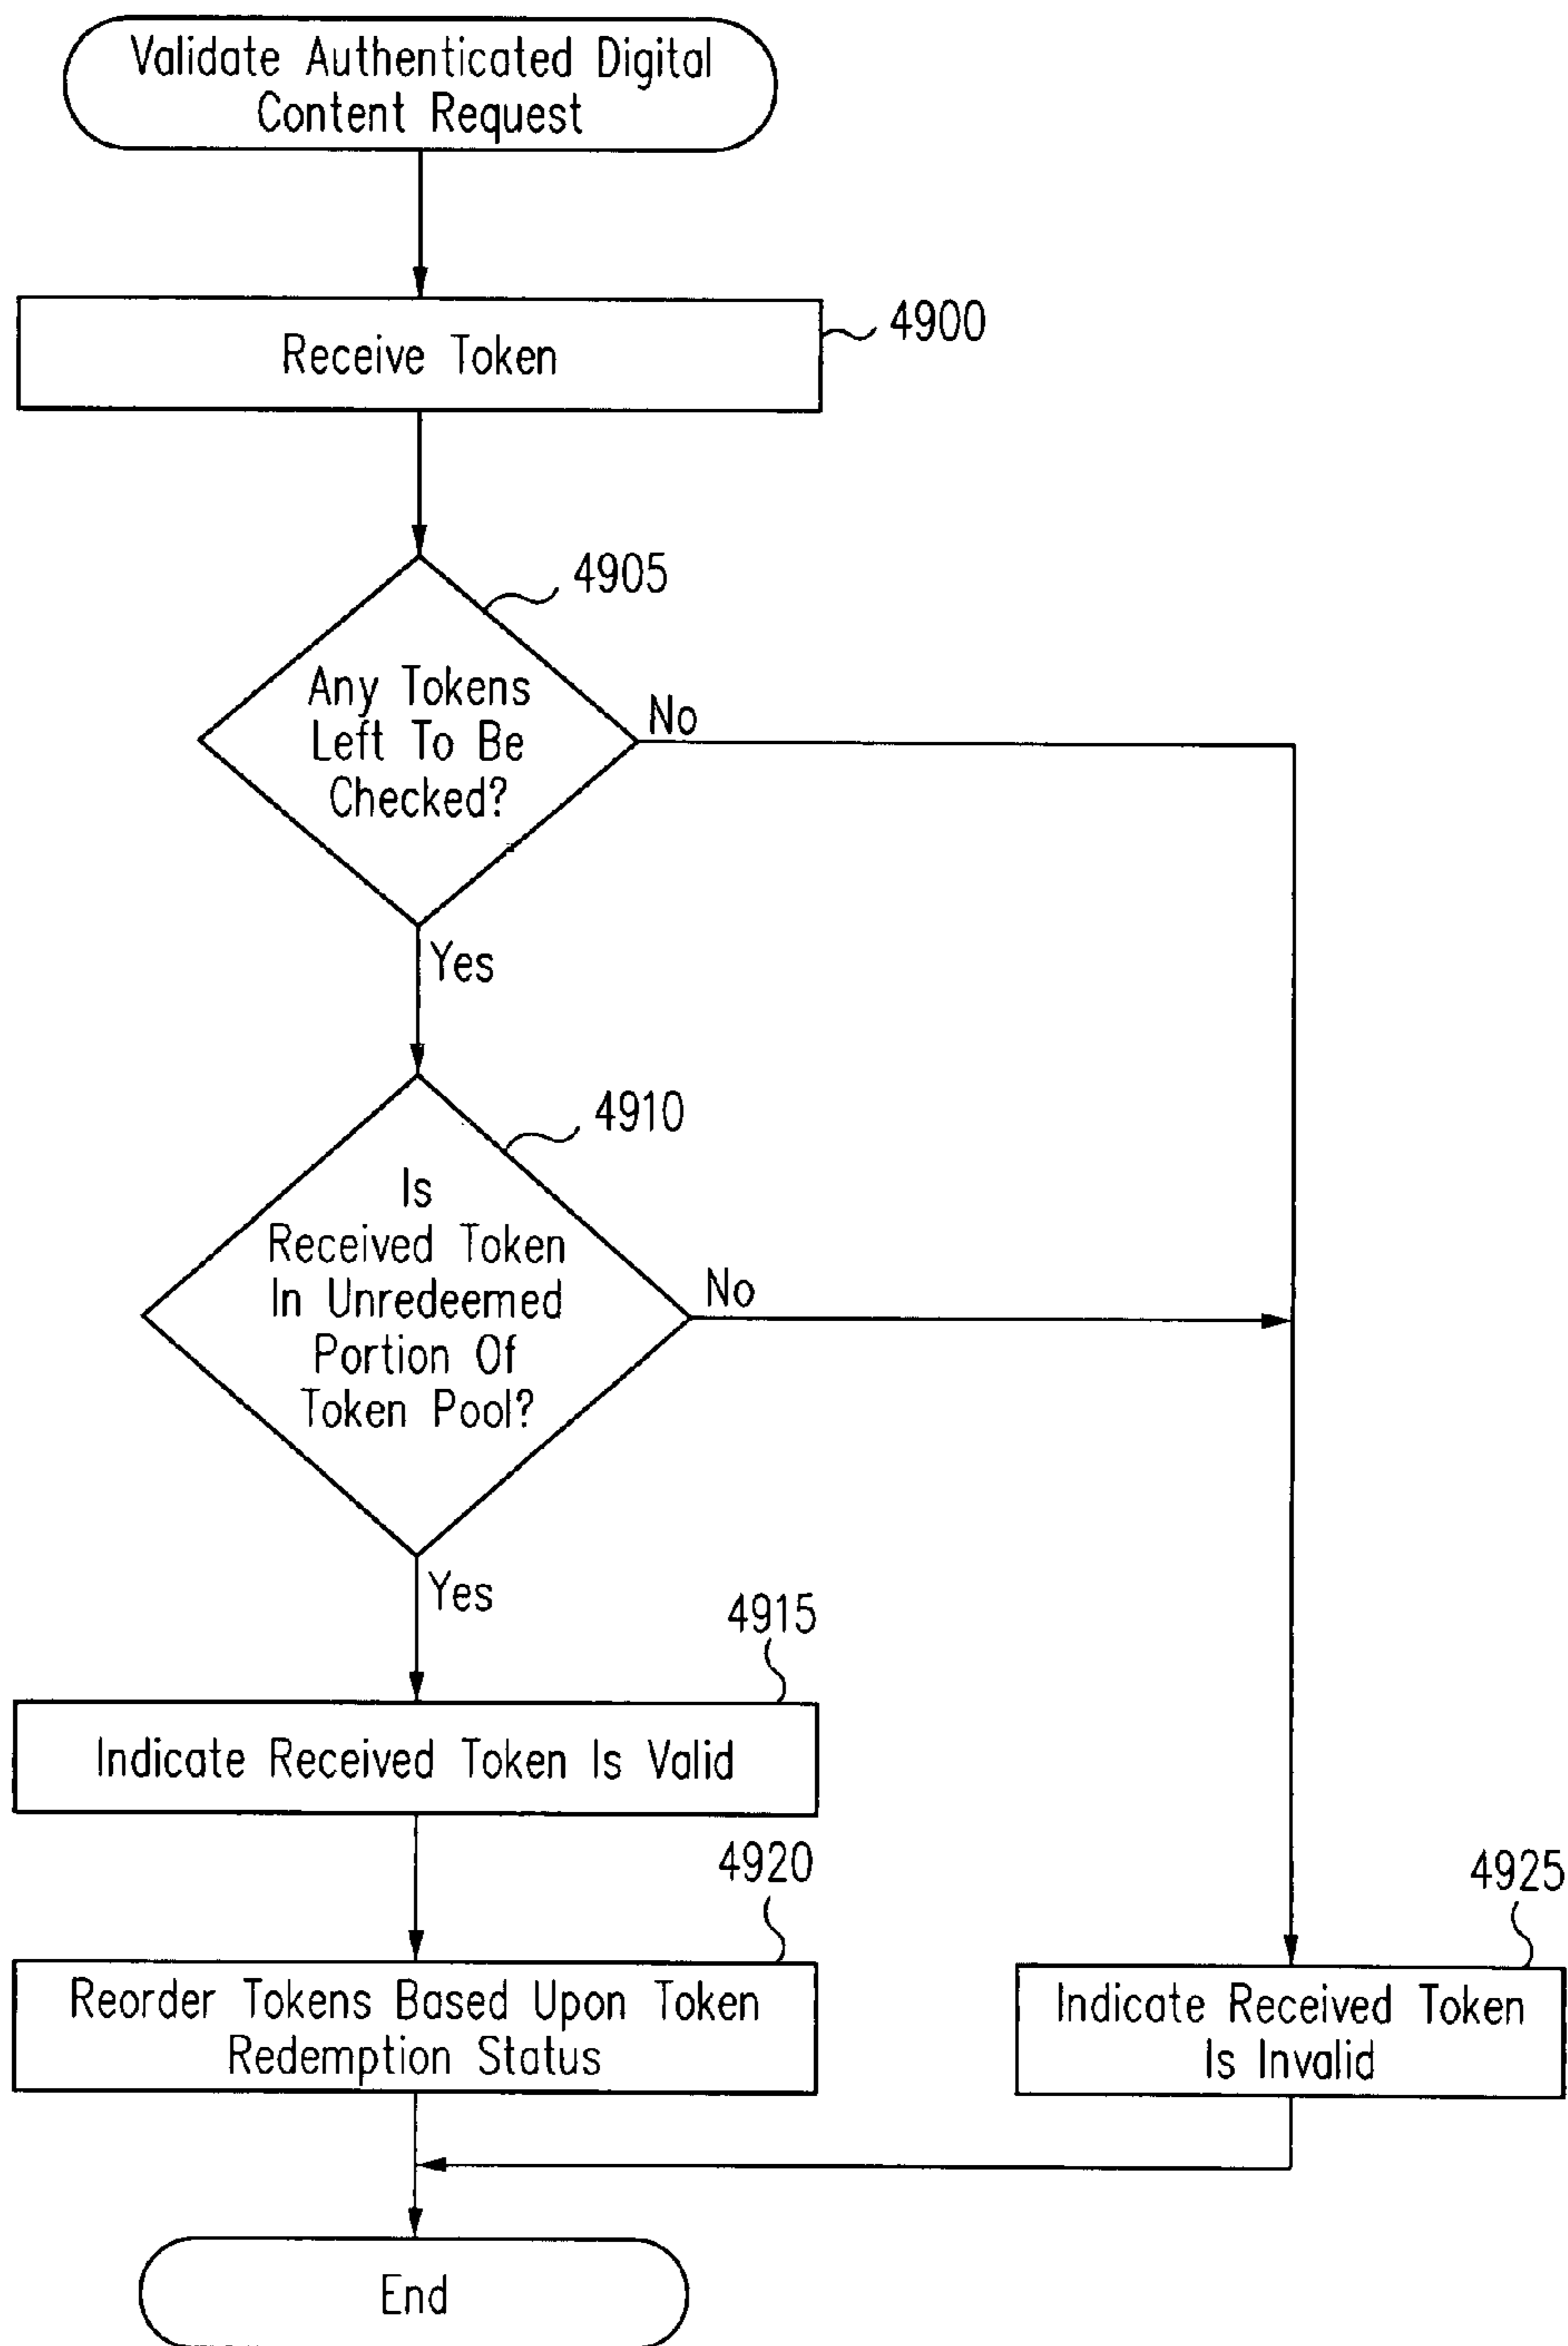 Validate Authenticated Digital
Content Request
Receive Token
4900
4905
Any Tokens
Left To Be
Checked?
No
Yes
4910
Is
Received Token
In Unredeemed
Portion Of
Token Pool?
No
Yes
4915
Indicate Received Token Is Valid
4920
Reorder Tokens Based Upon Token
Redemption Status
4925
Indicate Received Token
Is Invalid
End